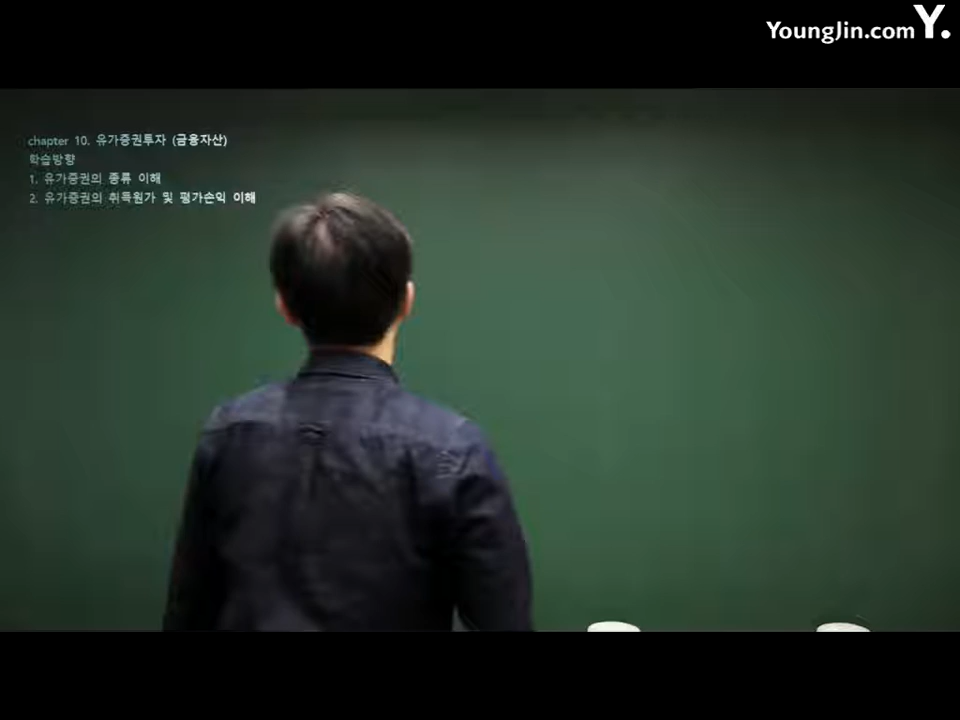 YoungJin.com Y.
chapter 10. 유가증권투자 (금융자산)
학습방향
1. 유가증권의 종류 이해
2. 유가증권의 취득원가 및 평가손익 이해